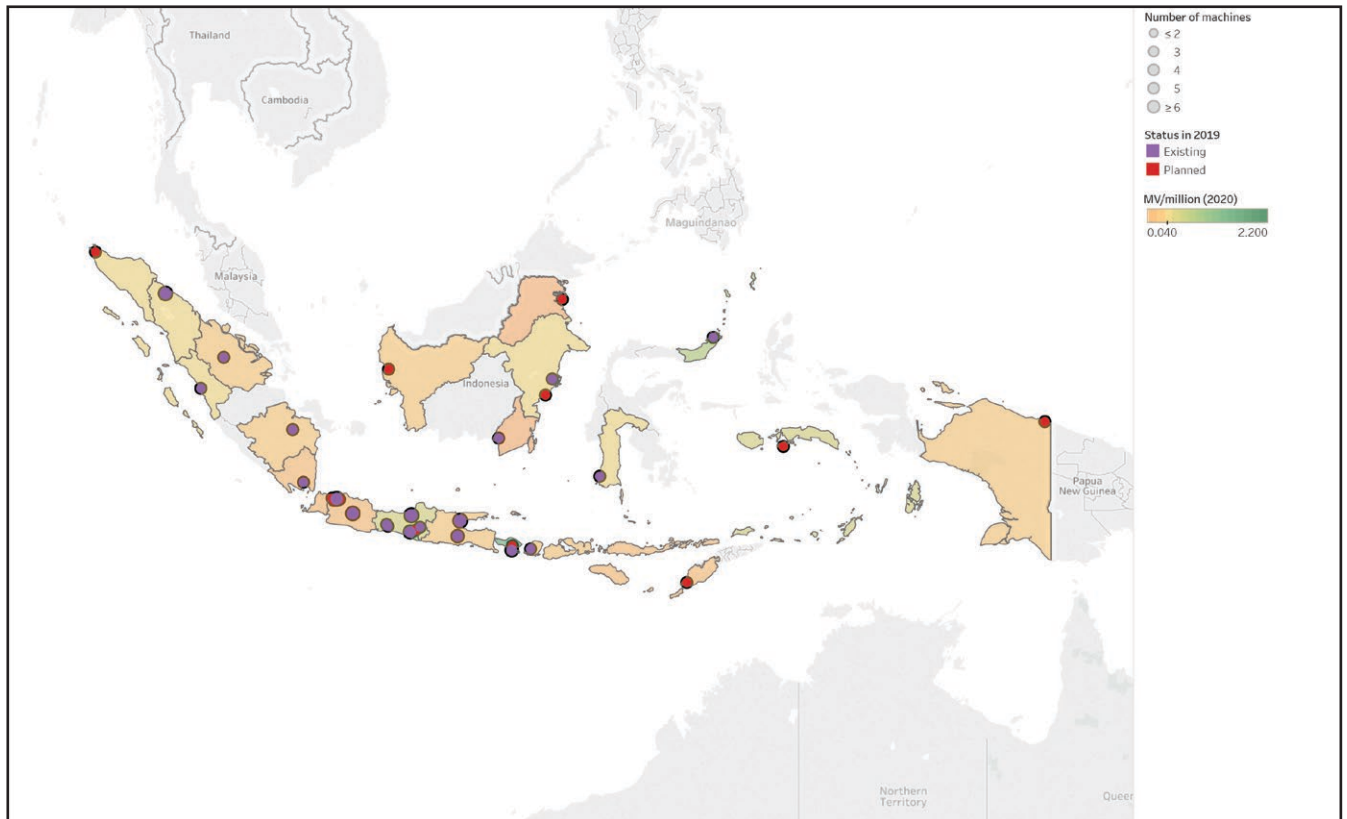 Thailand
Cambodia
Maguindanao
Malaysia
Indonesia
Papua
New Guinea
Northern
Territory
Queer
Number of machines
≤ 2
3
4
5
≥ 6
Status in 2019
Existing
Planned
MV/million (2020)
0.040 2.200